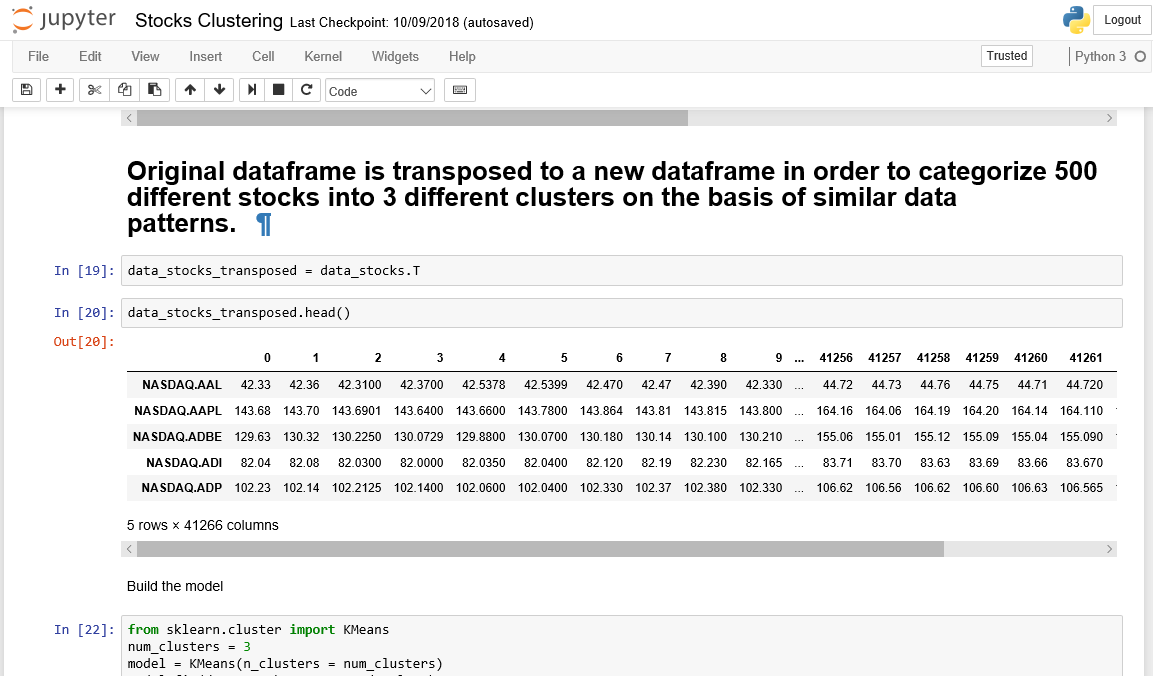 jupyter Stocks Clustering Last Checkpoint: 10/09/2018 (autosaved) Logout
File Edit View Insert Cell Kernel Widgets Help Trusted Python 3
Code
Original dataframe is transposed to a new dataframe in order to categorize 500
different stocks into 3 different clusters on the basis of similar data
patterns. ¶
In [19]: data_stocks_transposed = data_stocks.T
In [20]: data_stocks_transposed.head()
Out[20]:
0 1 2 3 4 5 6 7 8 9 ... 41256 41257 41258 41259 41260 41261
NASDAQ.AAL 42.33 42.36 42.3100 42.3700 42.5378 42.5399 42.470 42.47 42.390 42.330 ... 44.72 44.73 44.76 44.75 44.71 44.720
NASDAQ.AAPL 143.68 143.70 143.6901 143.6400 143.6600 143.7800 143.864 143.81 143.815 143.800 ... 164.16 164.06 164.19 164.20 164.14 164.110
NASDAQ.ADBE 129.63 130.32 130.2250 130.0729 129.8800 130.0700 130.180 130.14 130.100 130.210 ... 155.06 155.01 155.12 155.09 155.04 155.090
NASDAQ.ADI 82.04 82.08 82.0300 82.0000 82.0350 82.0400 82.120 82.19 82.230 82.165 ... 83.71 83.70 83.63 83.69 83.66 83.670
NASDAQ.ADP 102.23 102.14 102.2125 102.1400 102.0600 102.0400 102.330 102.37 102.380 102.330 ... 106.62 106.56 106.62 106.60 106.63 106.565
5 rows × 41266 columns
Build the model
In [22]: from sklearn.cluster import KMeans
num_clusters = 3
model = KMeans(n_clusters = num_clusters)